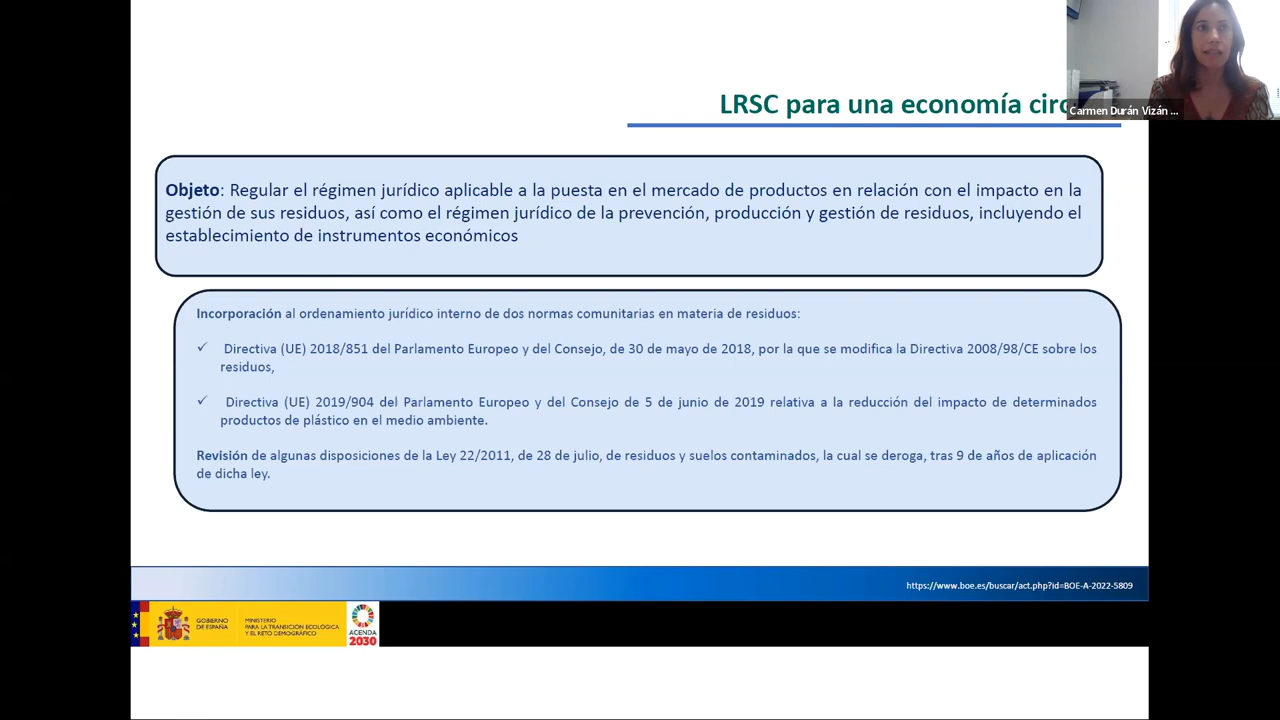 LRSC para una economía circ
Carmen Durán Vizán ...
Objeto: Regular el régimen jurídico aplicable a la puesta en el mercado de productos en relación con el impacto en la
gestión de sus residuos, así como el régimen jurídico de la prevención, producción y gestión de residuos, incluyendo el
establecimiento de instrumentos económicos
Incorporación al ordenamiento jurídico interno de dos normas comunitarias en materia de residuos:
✓ Directiva (UE) 2018/851 del Parlamento Europeo y del Consejo, de 30 de mayo de 2018, por la que se modifica la Directiva 2008/98/CE sobre los
residuos,
✓ Directiva (UE) 2019/904 del Parlamento Europeo y del Consejo de 5 de junio de 2019 relativa a la reducción del impacto de determinados
productos de plástico en el medio ambiente.
Revisión de algunas disposiciones de la Ley 22/2011, de 28 de julio, de residuos y suelos contaminados, la cual se deroga, tras 9 de años de aplicación
de dicha ley.
https://www.boe.es/buscar/act.php?id=BOE-A-2022-5809
GOBIERNO
DE ESPAÑA
MINISTERIO
PARA LA TRANSICIÓN ECOLÓGICA
Y EL RETO DEMOGRÁFICO
AGENDA
2030